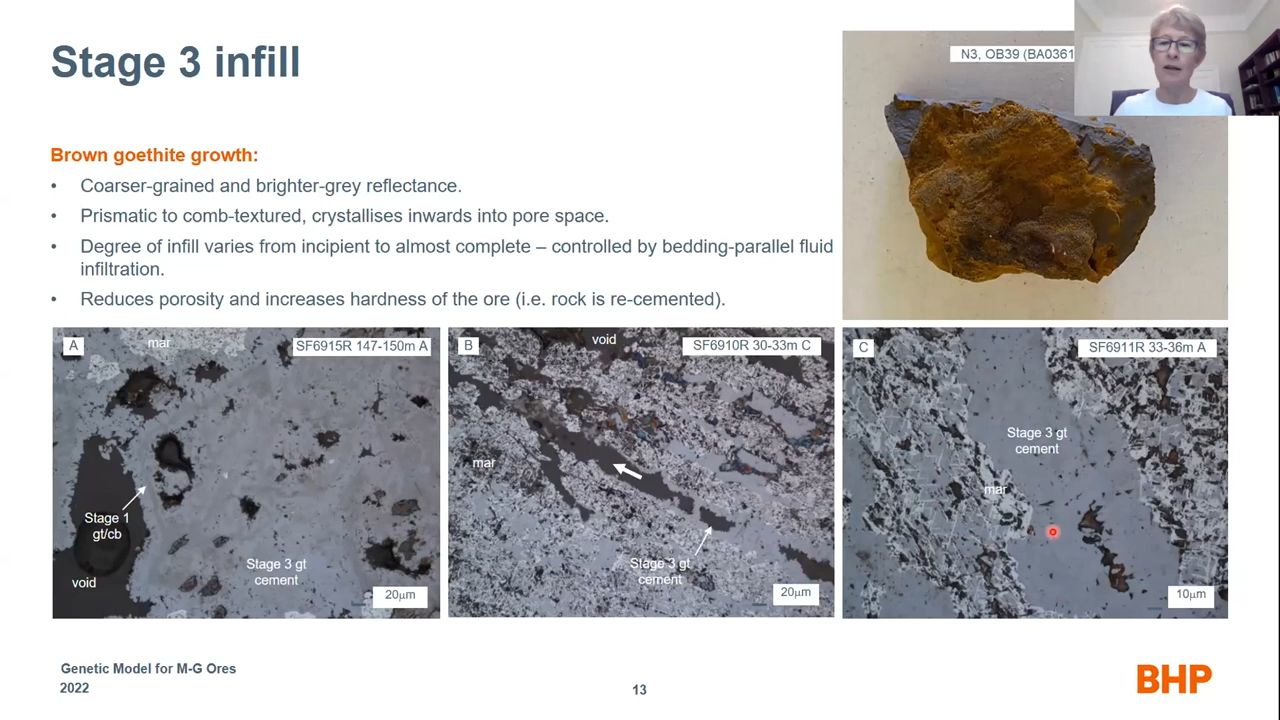 Stage 3 infill
N3, OB39 (BA0361
Brown goethite growth:
• Coarser-grained and brighter-grey reflectance.
• Prismatic to comb-textured, crystallises inwards into pore space.
• Degree of infill varies from incipient to almost complete – controlled by bedding-parallel fluid
infiltration.
• Reduces porosity and increases hardness of the ore (i.e. rock is re-cemented).
A
mar
SF6915R 147-150m A
Stage 1
gt/cb
void
Stage 3 gt
cement
20µm
B
void
SF6910R 30-33m C
mar
Stage 3 gt
cement
20µm
C
SF6911R 33-36m A
Stage 3 gt
cement
mar
10µm
Genetic Model for M-G Ores
2022
13
BHP